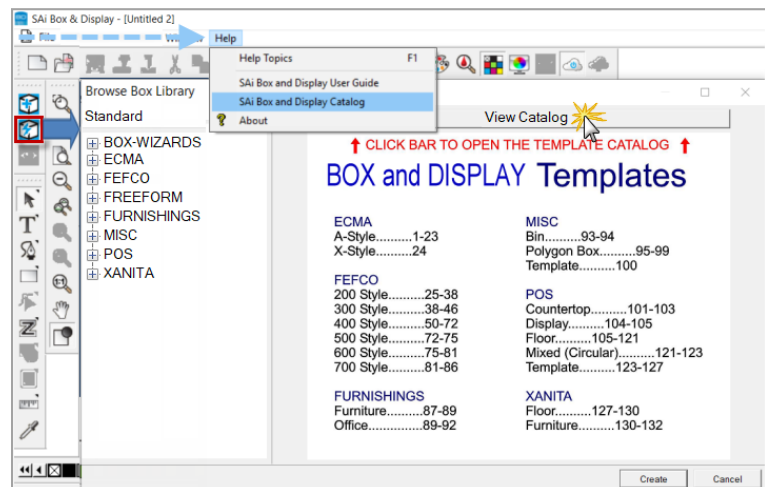 SAi Box & Display - [Untitled 2]
File
Help
Help Topics F1
SAi Box and Display User Guide
SAi Box and Display Catalog
About
Browse Box Library
Standard
BOX-WIZARDS
ECMA
FEFCO
FREEFORM
FURNISHINGS
MISC
POS
XANITA
View Catalog
CLICK BAR TO OPEN THE TEMPLATE CATALOG
BOX and DISPLAY Templates
ECMA
A-Style..........1-23
X-Style..........24
FEFCO
200 Style..........25-38
300 Style..........38-46
400 Style..........50-72
500 Style..........72-75
600 Style..........75-81
700 Style..........81-86
FURNISHINGS
Furniture..........87-89
Office...............89-92
MISC
Bin..........93-94
Polygon Box..........95-99
Template..........100
POS
Countertop..........101-103
Display..........104-105
Floor..........105-121
Mixed (Circular)..........121-123
Template..........123-127
XANITA
Floor..........127-130
Furniture..........130-132
Create
Cancel